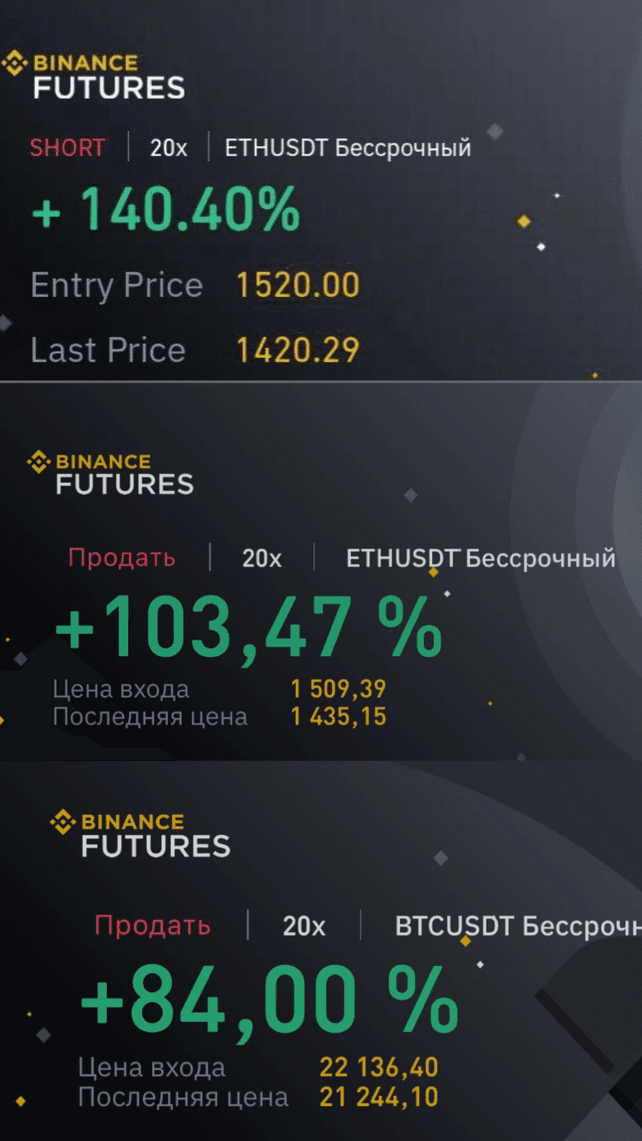 BINANCE
FUTURES
SHORT | 20x | ETHUSDT Бессрочный
+ 140.40%
Entry Price 1520.00
Last Price 1420.29
BINANCE
FUTURES
Продать | 20x | ETHUSDT Бессрочный
+103,47 %
Цена входа 1 509,39
Последняя цена 1 435,15
BINANCE
FUTURES
Продать | 20x | BTCUSDT Бессрочн
+84,00 %
Цена входа 22 136,40
Последняя цена 21 244,10